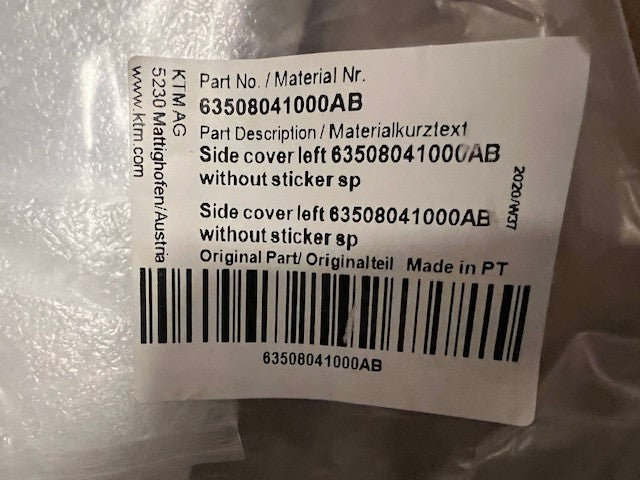 KTM AG
5230 Mattighofen/Austria
www.ktm.com
Part No. / Material Nr.
63508041000AB
Part Description / Materialkurztext
Side cover left 63508041000AB
without sticker sp
Side cover left 63508041000AB
without sticker sp
Original Part/ Originalteil Made in PT
2020/W37
63508041000AB